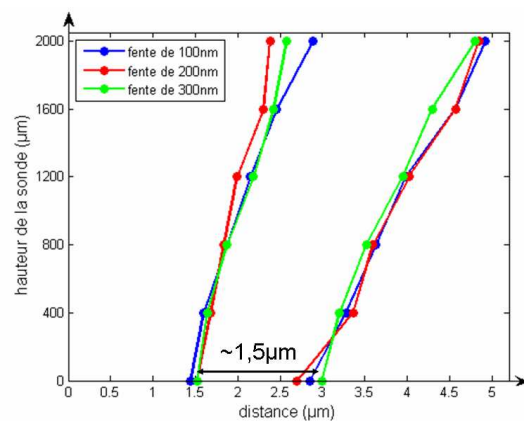 2000
1600
1200
800
400
0
hauteur de la sonde (µm)
fente de 100nm
fente de 200nm
fente de 300nm
~1,5µm
0 0.5 1 1.5 2 2.5 3 3.5 4 4.5 5
distance (µm)